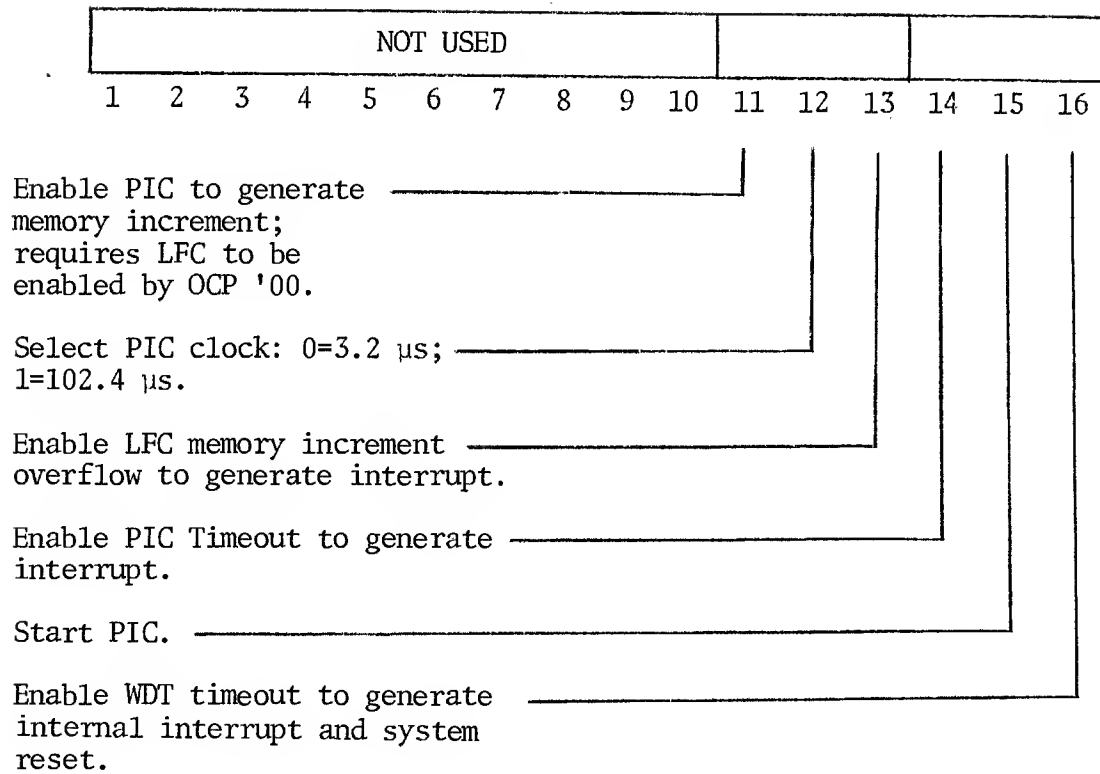 NOT USED
1 2 3 4 5 6 7 8 9 10 11 12 13 14 15 16
Enable PIC to generate
memory increment;
requires LFC to be
enabled by OCP '00.
Select PIC clock: 0=3.2 µs;
1=102.4 µs.
Enable LFC memory increment
overflow to generate interrupt.
Enable PIC Timeout to generate
interrupt.
Start PIC.
Enable WDT timeout to generate
internal interrupt and system
reset.